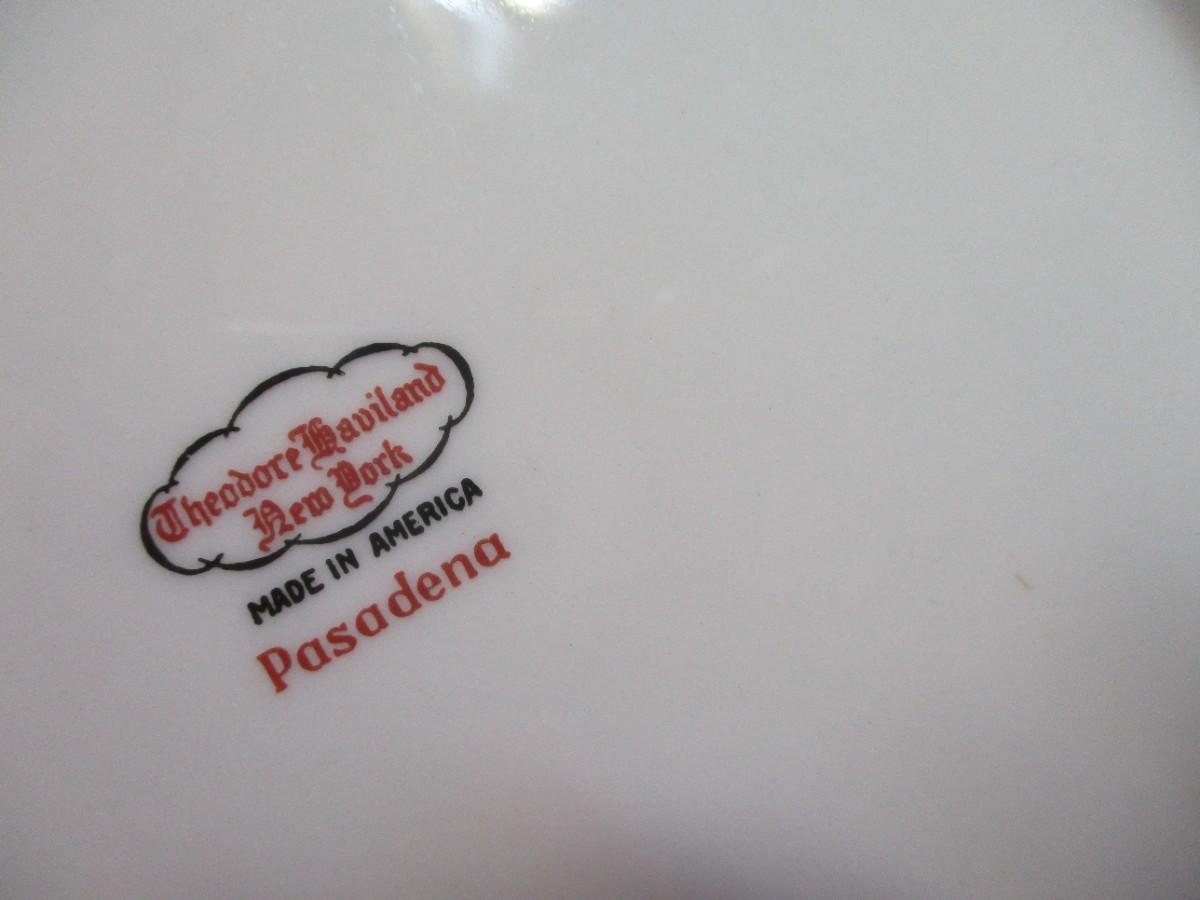 Theodore Haviland
New York
MADE IN AMERICA
Pasadena